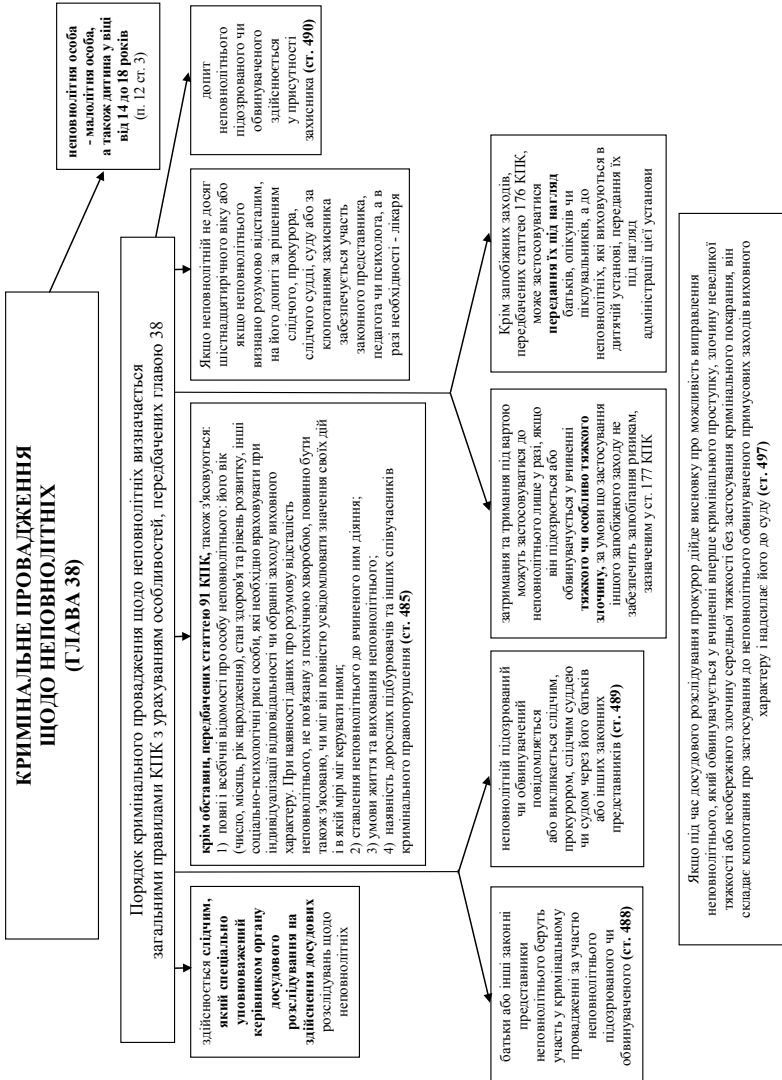 КРИМІНАЛЬНЕ ПРОВАДЖЕННЯ
ЩОДО НЕПОВНОЛІТНІХ
(ГЛАВА 38)
неповнолітня особа
- малолітня особа,
а також дитина у віці
від 14 до 18 років
(п. 12 ст. 3)
Порядок кримінального провадження щодо неповнолітніх визначається
загальними правилами КПК з урахуванням особливостей, передбачених главою 38
здійснюється слідчим,
який спеціально
уповноважений
керівником органу
досудового
розслідування на
здійснення досудових
розслідувань щодо
неповнолітніх
крім обставин, передбачених статтею 91 КПК, також з'ясовуються:
1) повні і всебічні відомості про особу неповнолітнього: його вік
(число, місяць, рік народження), стан здоров'я та рівень розвитку, інші
соціально-психологічні риси особи, які необхідно враховувати при
індивідуалізації відповідальності чи обранні заходу виховного
характеру. При наявності даних про розумову відсталість
неповнолітнього, не пов'язану з психічною хворобою, повинно бути
також з'ясовано, чи міг він повністю усвідомлювати значення своїх дій
і в якій мірі міг керувати ними;
2) ставлення неповнолітнього до вчиненого ним діяння;
3) умови життя та виховання неповнолітнього;
4) наявність дорослих підбурювачів та інших співучасників
кримінального правопорушення (ст. 485)
Якщо неповнолітній не досяг
шістнадцятирічного віку або
якщо неповнолітнього
визнано розумово відсталим,
на його допиті за рішенням
слідчого, прокурора,
слідчого судді, суду або за
клопотанням захисника
забезпечується участь
законного представника,
педагога чи психолога, а в
разі необхідності - лікаря
допит
неповнолітнього
підозрюваного чи
обвинуваченого
здійснюється
у присутності
захисника (ст. 490)
батьки або інші законні
представники
неповнолітнього беруть
участь у кримінальному
провадженні за участю
неповнолітнього
підозрюваного чи
обвинуваченого (ст. 488)
неповнолітній підозрюваний
чи обвинувачений
повідомляється
або викликається слідчим,
прокурором, слідчим суддею
чи судом через його батьків
або інших законних
представників (ст. 489)
затримання та тримання під вартою
можуть застосовуватися до
неповнолітнього лише у разі, якщо
він підозрюється або
обвинувачується у вчиненні
тяжкого чи особливо тяжкого
злочину, за умови що застосування
іншого запобіжного заходу не
забезпечить запобігання ризикам,
зазначеним у ст. 177 КПК
Крім запобіжних заходів,
передбачених статтею 176 КПК,
може застосовуватися
передання їх під нагляд
батьків, опікунів чи
піклувальників, а до
неповнолітніх, які виховуються в
дитячій установі, передання їх
під нагляд
адміністрації цієї установи
Якщо під час досудового розслідування прокурор дійде висновку про можливість виправлення
неповнолітнього, який обвинувачується у вчиненні вперше кримінального проступку, злочину невеликої
тяжкості або необережного злочину середньої тяжкості без застосування кримінального покарання, він
складає клопотання про застосування до неповнолітнього обвинуваченого примусових заходів виховного
характеру і надсилає його до суду (ст. 497)